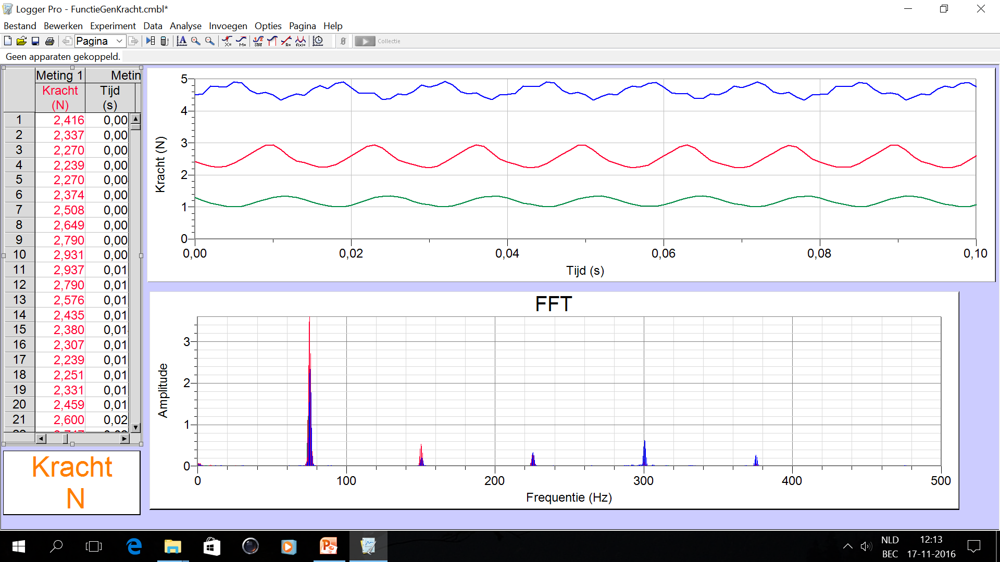 Logger Pro - FunctieGenKracht.cmbl*
Bestand Bewerken Experiment Data Analyse Invoegen Opties Pagina Help
Pagina
Collectie
Geen apparaten gekoppeld.
Meting 1 Metin
Kracht Tijd
(N) (s)
1 2,416 0,00
2 2,337 0,00
3 2,270 0,00
4 2,239 0,00
5 2,270 0,00
6 2,374 0,00
7 2,508 0,00
8 2,649 0,00
9 2,790 0,00
10 2,931 0,00
11 2,937 0,01
12 2,790 0,01
13 2,576 0,01
14 2,435 0,01
15 2,380 0,01
16 2,307 0,01
17 2,239 0,01
18 2,251 0,01
19 2,331 0,01
20 2,459 0,01
21 2,600 0,02
Kracht
N
Kracht (N)
5
4
3
2
1
0
0,00 0,02 0,04 0,06 0,08 0,10
Tijd (s)
FFT
Amplitude
3
2
1
0
0 100 200 300 400 500
Frequentie (Hz)
NLD 12:13
BEC 17-11-2016